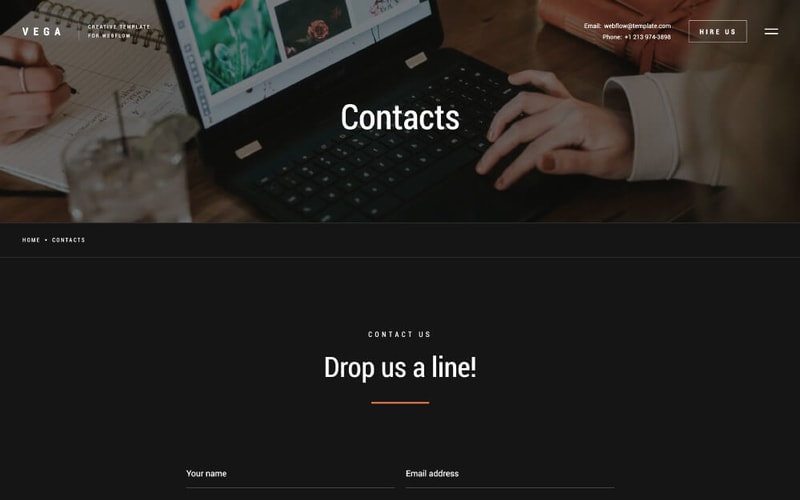 VEGA
CREATIVE TEMPLATE
FOR WEBFLOW
Email: webflow@template.com
Phone: +1 213 974-3898
HIRE US
Contacts
HOME • CONTACTS
CONTACT US
Drop us a line!
Your name
Email address